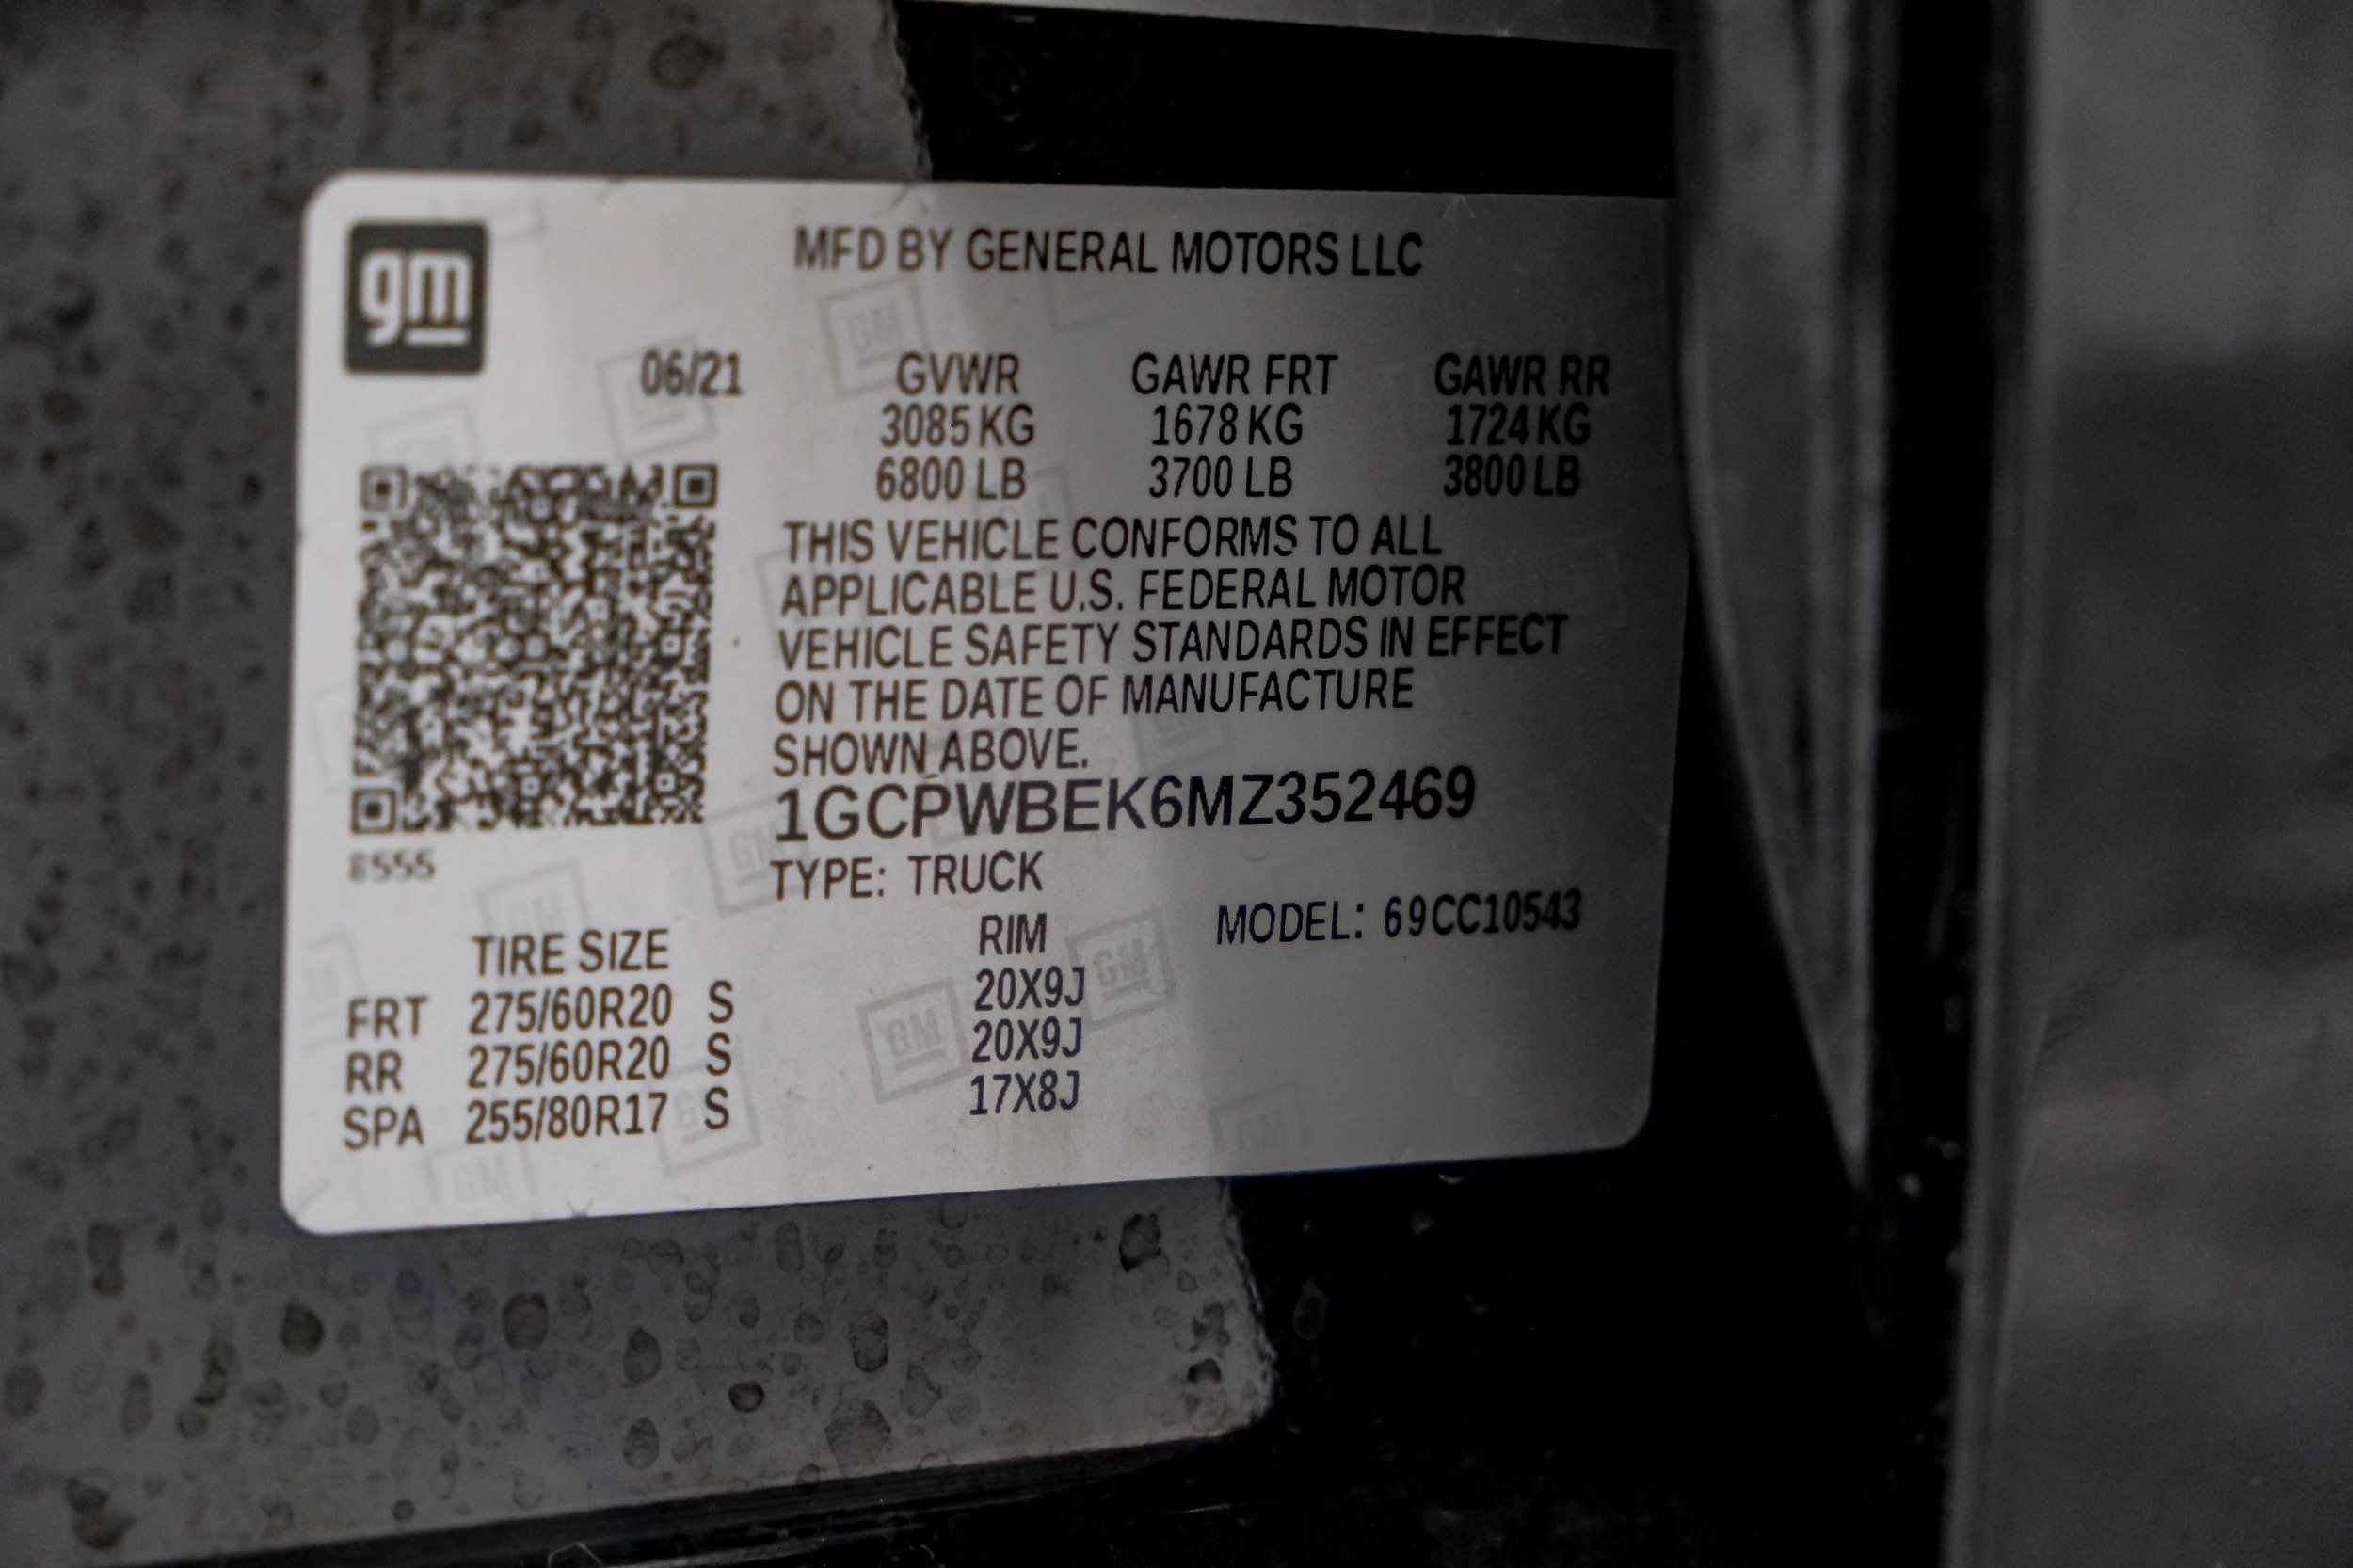 gm
MFD BY GENERAL MOTORS LLC
06/21 GVWR GAWR FRT GAWR RR
3085 KG 1678 KG 1724 KG
6800 LB 3700 LB 3800 LB
THIS VEHICLE CONFORMS TO ALL
APPLICABLE U.S. FEDERAL MOTOR
VEHICLE SAFETY STANDARDS IN EFFECT
ON THE DATE OF MANUFACTURE
SHOWN ABOVE.
1GCPWBEK6MZ352469
8555
TYPE: TRUCK
MODEL: 69CC10543
TIRE SIZE RIM
FRT 275/60R20 S 20X9J
RR 275/60R20 S 20X9J
SPA 255/80R17 S 17X8J